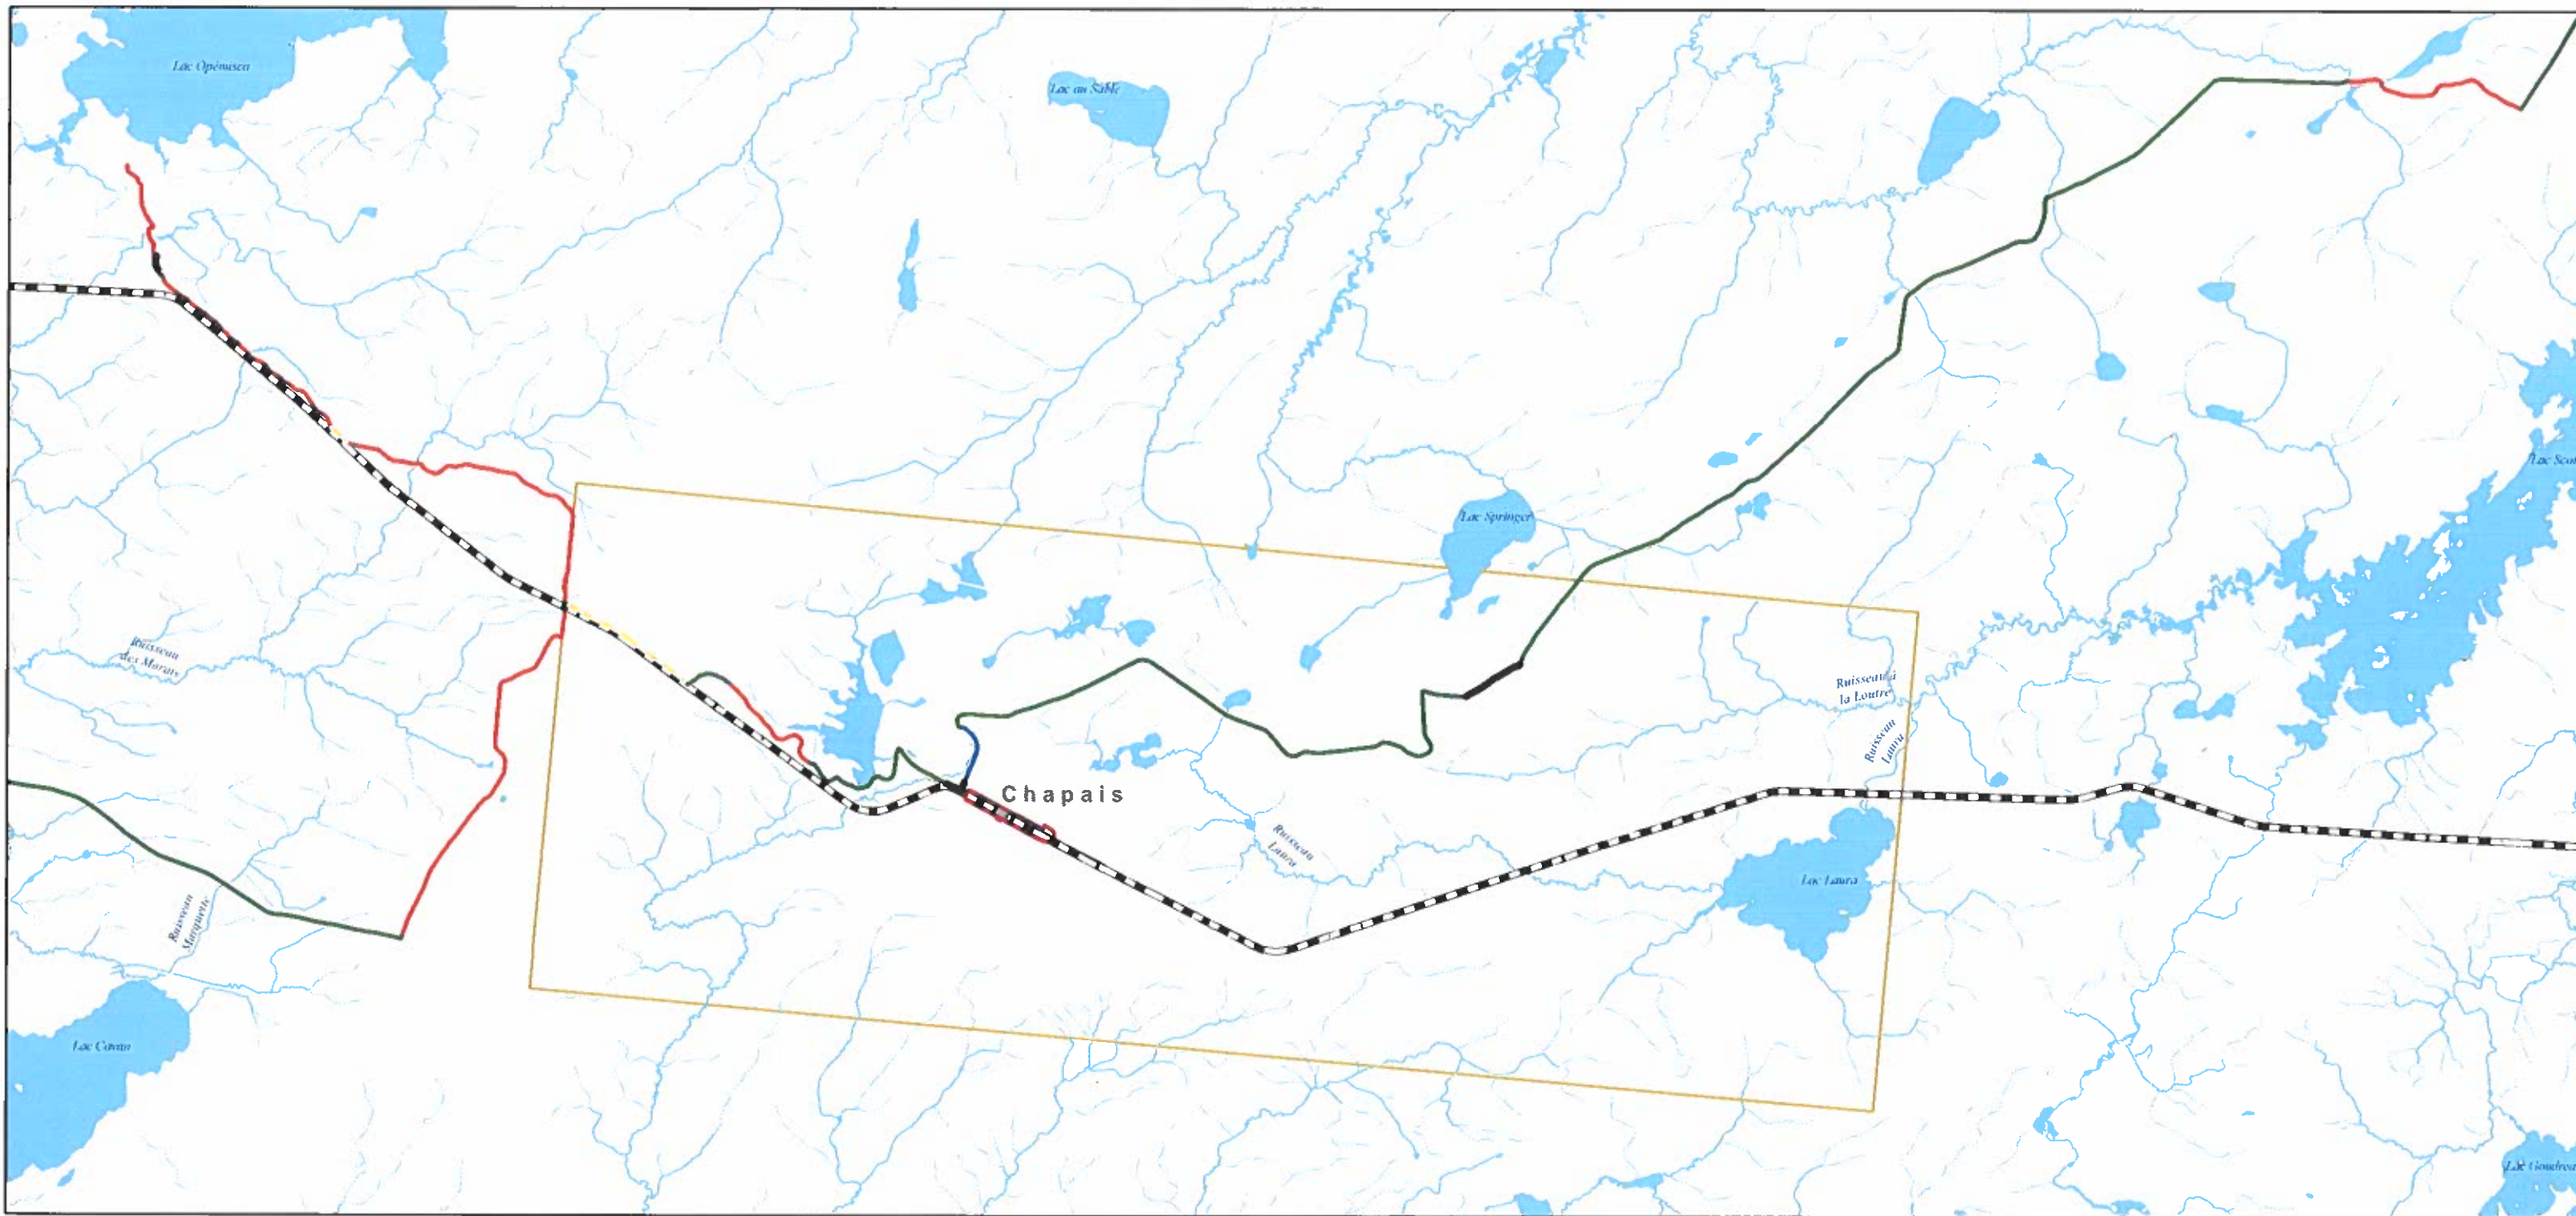 Lac Opémisca
Lac au Sable
Lac Springer
Ruisseau
des Marais
Ruisseau à
la Loutre
Ruisseau
Laura
Chapais
Ruisseau
Laura
Lac Laura
Ruisseau
Marquette
Lac Cavan